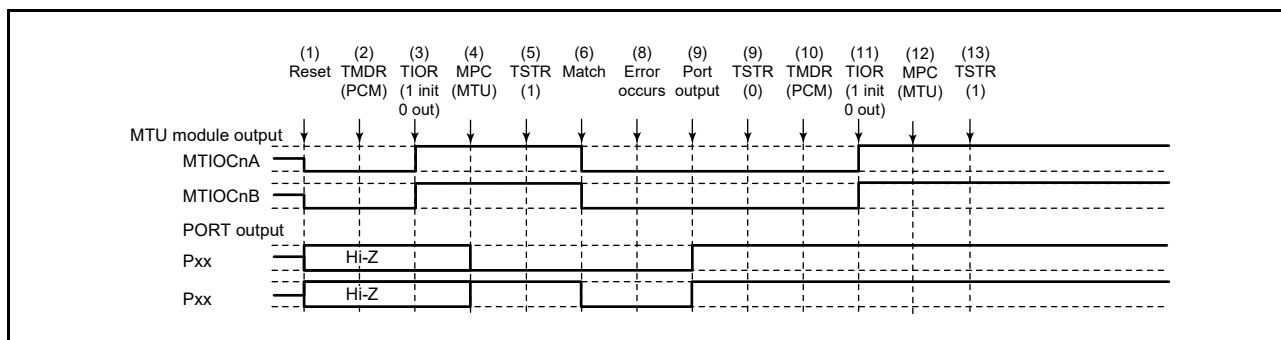 (1) (2) (3) (4) (5) (6) (8) (9) (9) (10) (11) (12) (13)
Reset TMDR TIOR MPC TSTR Match Error Port TSTR TMDR TIOR MPC TSTR
(PCM) (1 init (MTU) (1) occurs output (0) (PCM) (1 init (MTU) (1)
0 out) 0 out)
MTU module output
MTIOCnA
MTIOCnB
PORT output
Pxx Hi-Z
Pxx Hi-Z